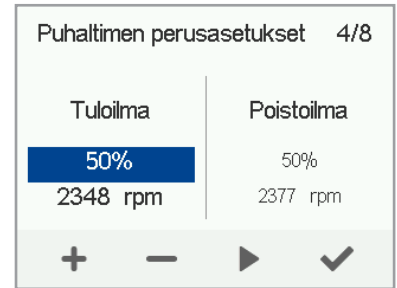 Puhaltimen perusasetukset 4/8
Tuloilma
50%
2348 rpm
Poistoilma
50%
2377 rpm